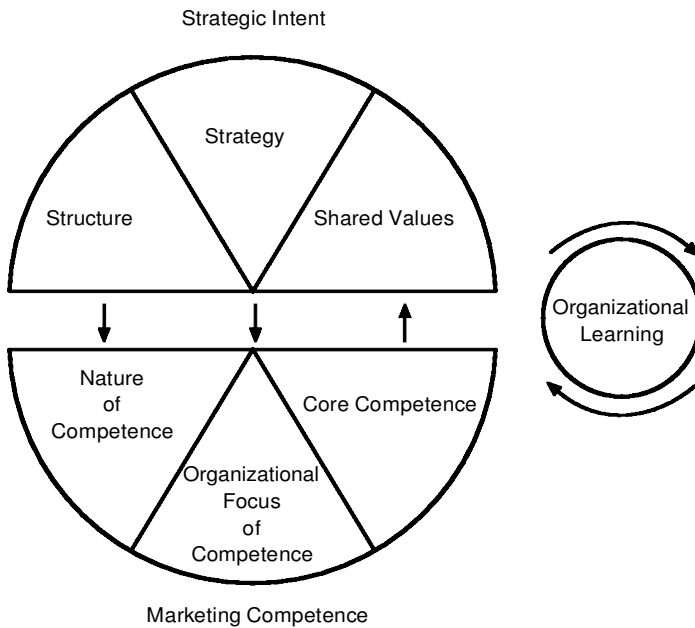 Strategic Intent
Strategy
Structure
Shared Values
Organizational
Learning
Nature
of
Competence
Core Competence
Organizational
Focus
of
Competence
Marketing Competence